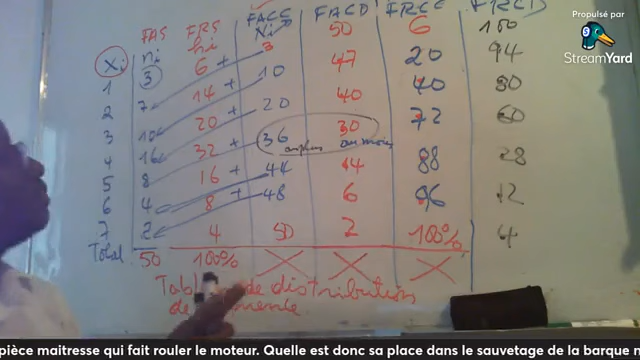 Propulsé par
StreamYard
FAS FRS FACC FACD FRCC FRCD
Xi ni hi Ni 50 6 100
1 3 6 + 3 47 20 94
2 7 14 + 10 40 40 80
3 10 20 + 20 30 72 60
4 16 32 + 36 au plus au moins
5 8 16 + 44 14 88 28
6 4 8 + 48 6 96 12
7 2 4 50 2 100% 4
Total 50 100%
de distribution
pièce maitresse qui fait rouler le moteur. Quelle est donc sa place dans le sauvetage de la barque